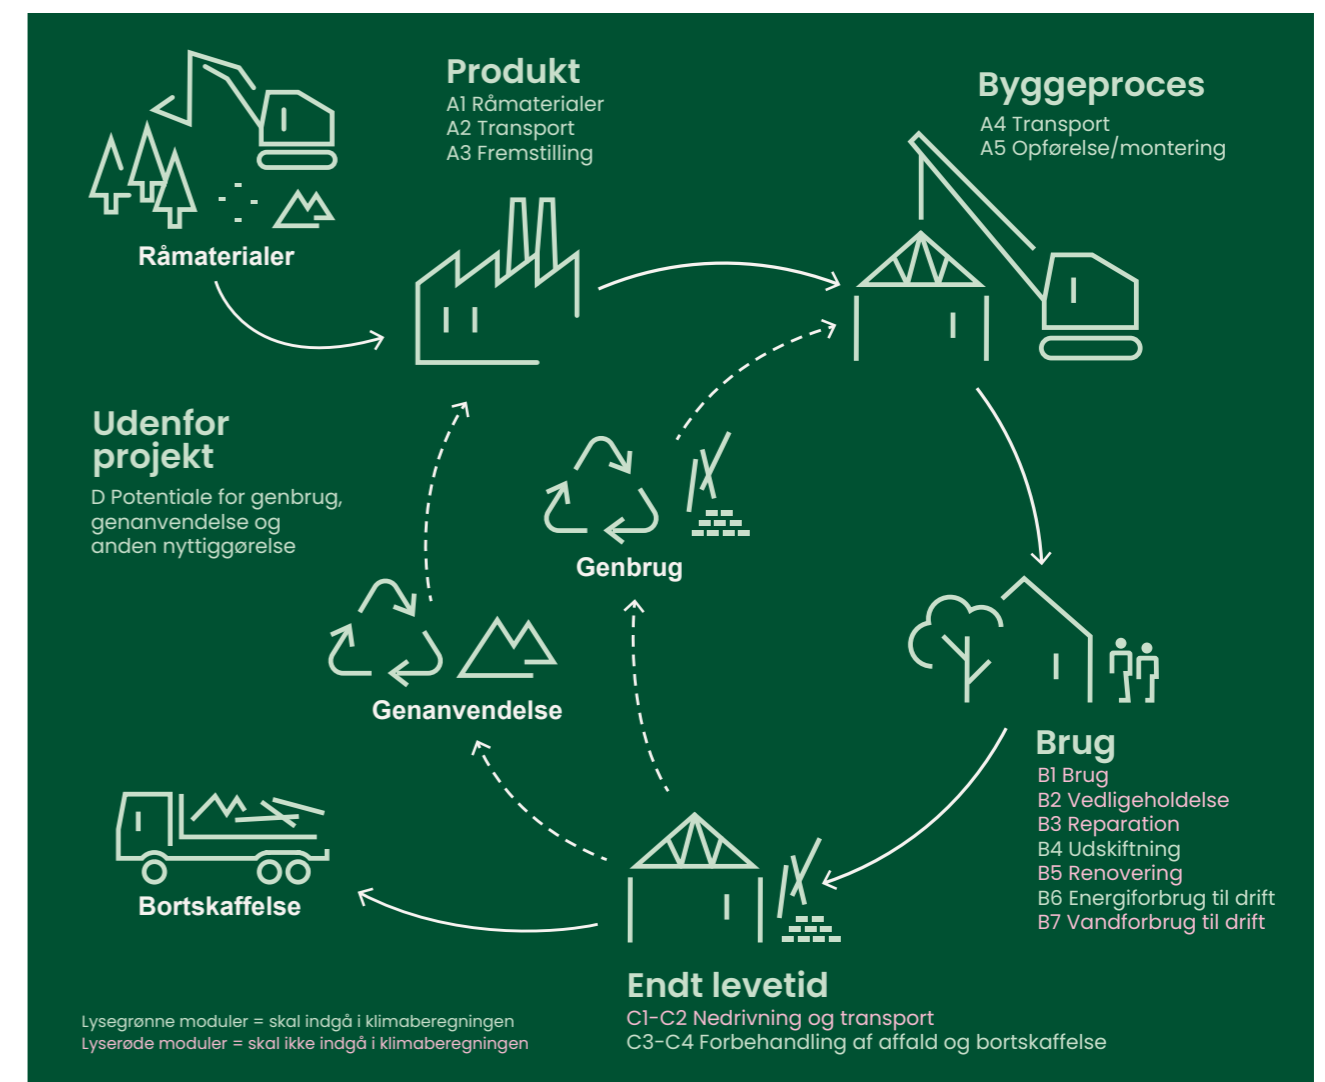 Produkt
A1 Råmaterialer
A2 Transport
A3 Fremstilling
Byggeproces
A4 Transport
A5 Opførelse/montering
Råmaterialer
Udenfor
projekt
D Potentiale for genbrug,
genanvendelse og
anden nyttiggørelse
Genbrug
Genanvendelse
Brug
B1 Brug
B2 Vedligeholdelse
B3 Reparation
B4 Udskiftning
B5 Renovering
B6 Energiforbrug til drift
B7 Vandforbrug til drift
Bortskaffelse
Endt levetid
C1-C2 Nedrivning og transport
C3-C4 Forbehandling af affald og bortskaffelse
Lysegrønne moduler = skal indgå i klimaberegningen
Lyserøde moduler = skal ikke indgå i klimaberegningen